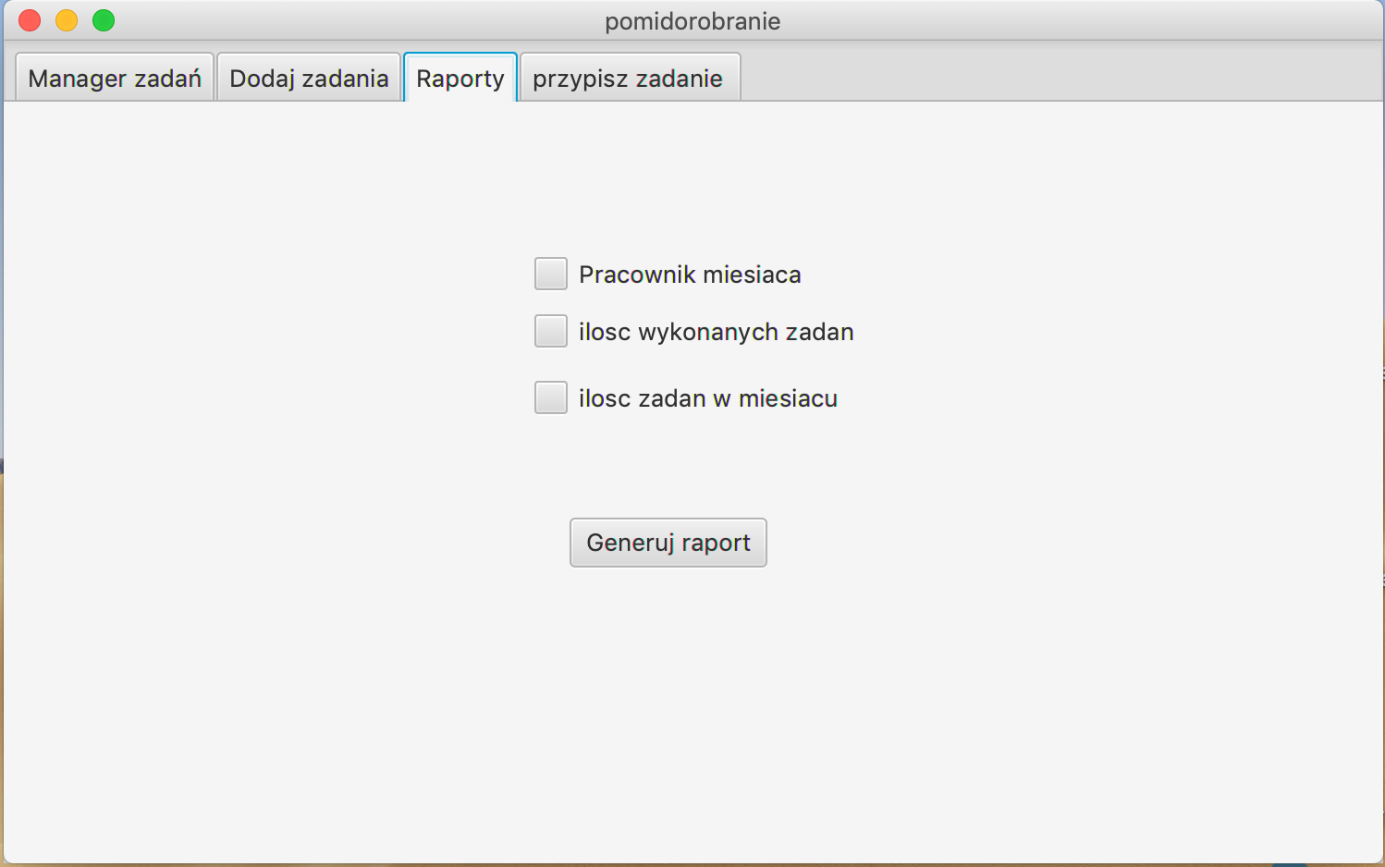 pomidorobranie
Manager zadań Dodaj zadania Raporty przypisz zadanie
Pracownik miesiaca
ilosc wykonanych zadan
ilosc zadan w miesiacu
Generuj raport